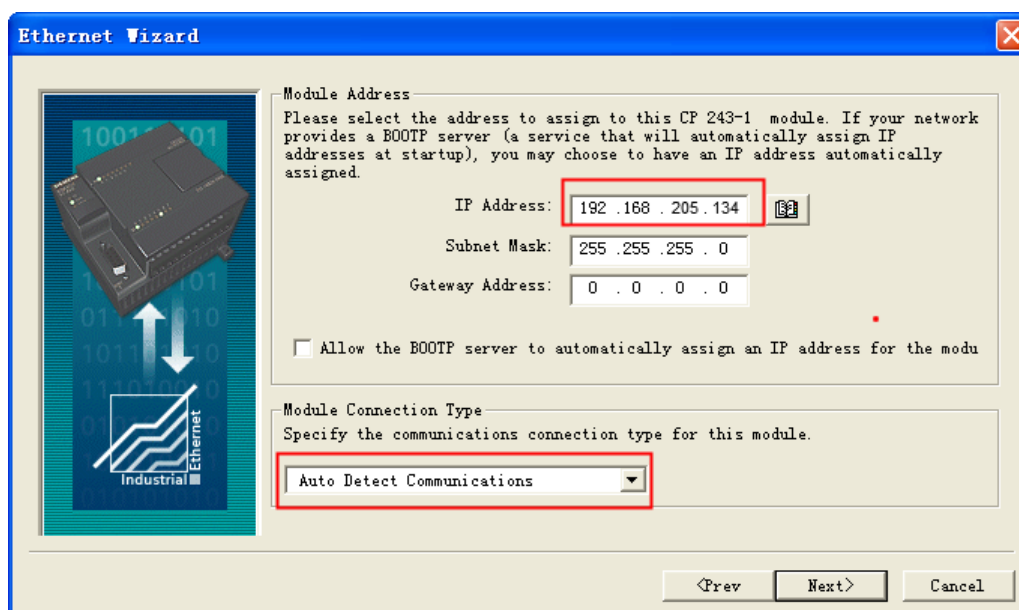 Ethernet Wizard
Module Address
Please select the address to assign to this CP 243-1 module. If your network
provides a BOOTP server (a service that will automatically assign IP
addresses at startup), you may choose to have an IP address automatically
assigned.
IP Address: 192 .168 . 205 . 134
Subnet Mask: 255 .255 .255 . 0
Gateway Address: 0 . 0 . 0 . 0
Allow the BOOTP server to automatically assign an IP address for the modu
Module Connection Type
Specify the communications connection type for this module.
Auto Detect Communications
Industrial
Ethernet
<Prev
Next>
Cancel